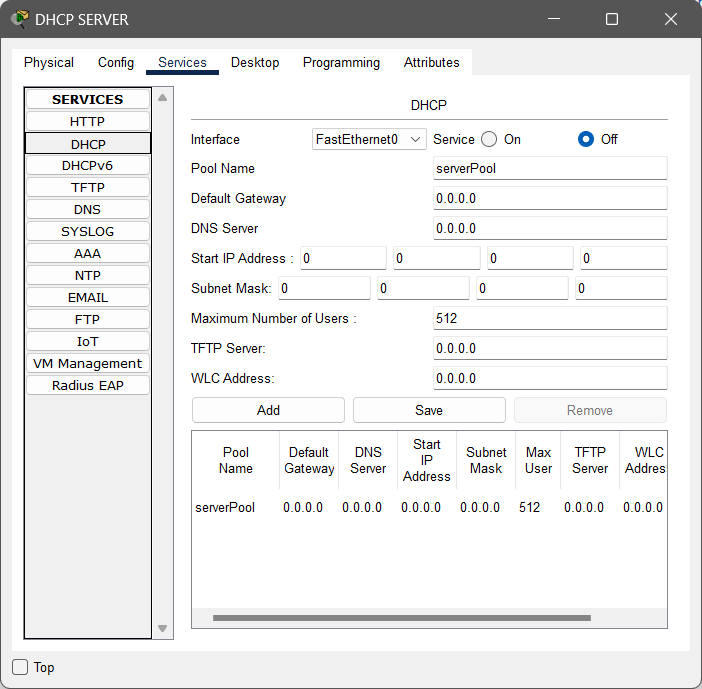 DHCP SERVER
Physical Config Services Desktop Programming Attributes
SERVICES
HTTP
DHCP
DHCPv6
TFTP
DNS
SYSLOG
AAA
NTP
EMAIL
FTP
IoT
VM Management
Radius EAP
DHCP
Interface FastEthernet0 Service On Off
Pool Name serverPool
Default Gateway 0.0.0.0
DNS Server 0.0.0.0
Start IP Address : 0 0 0 0
Subnet Mask: 0 0 0 0
Maximum Number of Users : 512
TFTP Server: 0.0.0.0
WLC Address: 0.0.0.0
Add Save Remove
Pool Name Default Gateway DNS Server Start IP Address Subnet Mask Max User TFTP Server WLC Addres
serverPool 0.0.0.0 0.0.0.0 0.0.0.0 0.0.0.0 512 0.0.0.0 0.0.0.0
Top